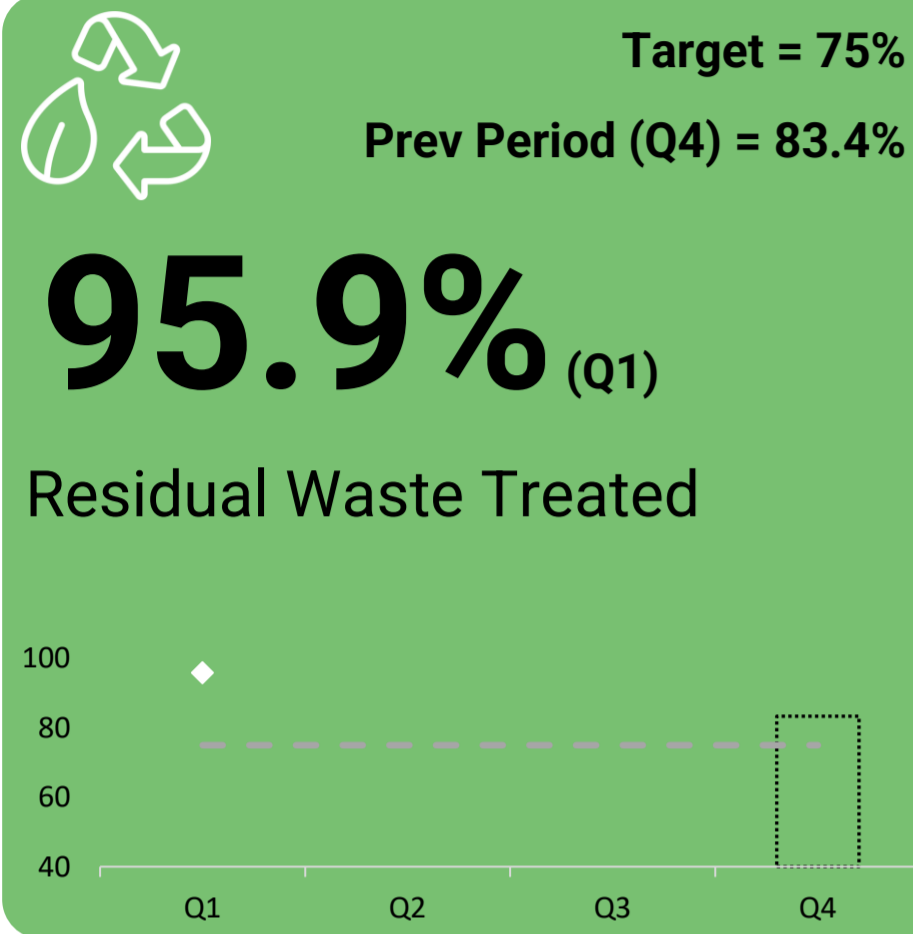 Target = 75%
Prev Period (Q4) = 83.4%
95.9% (Q1)
Residual Waste Treated
100
80
60
40
Q1 Q2 Q3 Q4